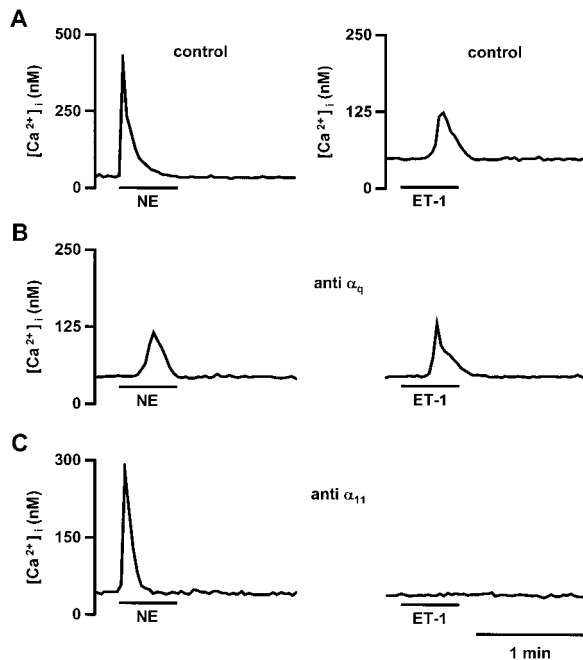 A
500
250
0
[Ca²⁺]ᵢ (nM)
control
NE
250
125
0
[Ca²⁺]ᵢ (nM)
control
ET-1
B
250
125
0
[Ca²⁺]ᵢ (nM)
anti αq
NE
ET-1
C
300
150
0
[Ca²⁺]ᵢ (nM)
anti α₁₁
NE
ET-1
1 min